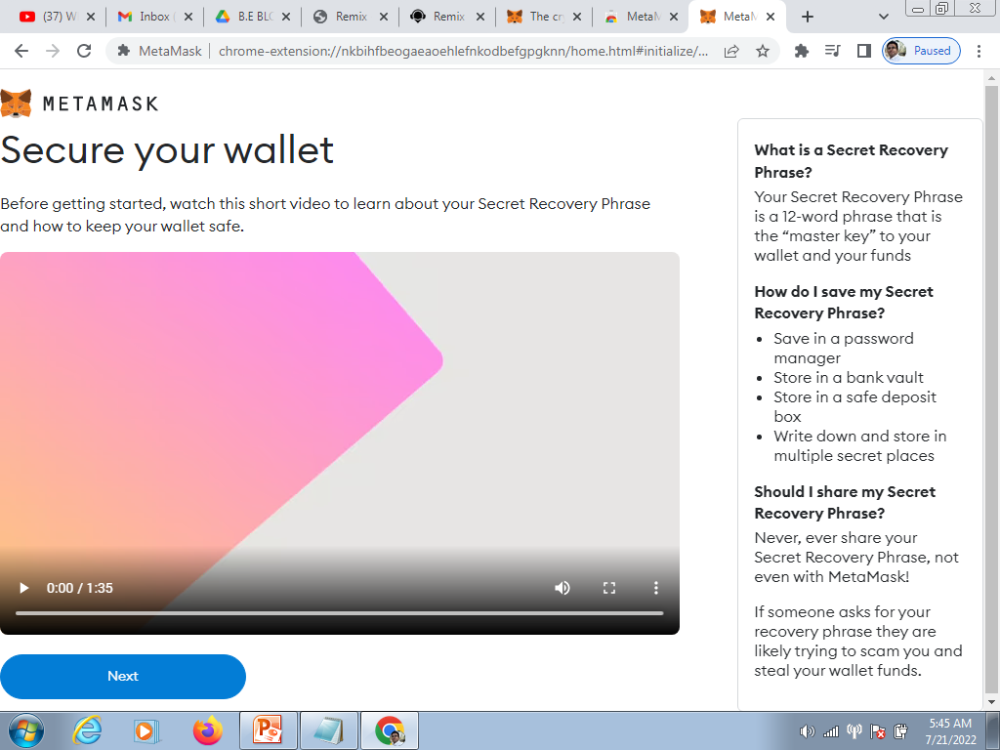 (37) W
Inbox (
B.E BLO
Remix
Remix
The cry
MetaM
MetaM
MetaMask
chrome-extension://nkbihfbeogaeaoehlefnkodbefgpgknn/home.html#initialize/...
Paused
METAMASK
Secure your wallet
Before getting started, watch this short video to learn about your Secret Recovery Phrase
and how to keep your wallet safe.
0:00 / 1:35
Next
What is a Secret Recovery
Phrase?
Your Secret Recovery Phrase
is a 12-word phrase that is
the “master key” to your
wallet and your funds
How do I save my Secret
Recovery Phrase?
• Save in a password
manager
• Store in a bank vault
• Store in a safe deposit
box
• Write down and store in
multiple secret places
Should I share my Secret
Recovery Phrase?
Never, ever share your
Secret Recovery Phrase, not
even with MetaMask!
If someone asks for your
recovery phrase they are
likely trying to scam you and
steal your wallet funds.
5:45 AM
7/21/2022